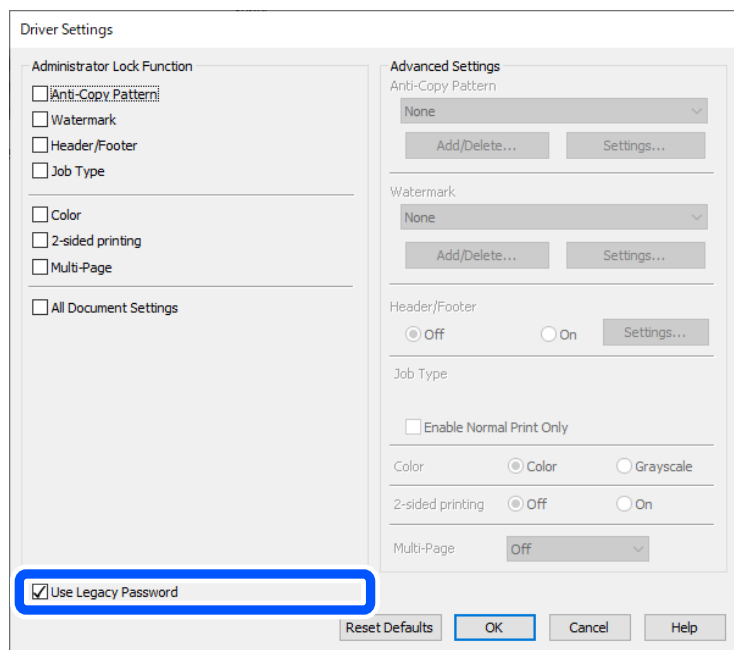 Driver Settings
Administrator Lock Function
Anti-Copy Pattern
Watermark
Header/Footer
Job Type
Color
2-sided printing
Multi-Page
All Document Settings
Use Legacy Password
Advanced Settings
Anti-Copy Pattern
None
Add/Delete... Settings...
Watermark
None
Add/Delete... Settings...
Header/Footer
Off On Settings...
Job Type
Enable Normal Print Only
Color Color Grayscale
2-sided printing Off On
Multi-Page Off
Reset Defaults OK Cancel Help